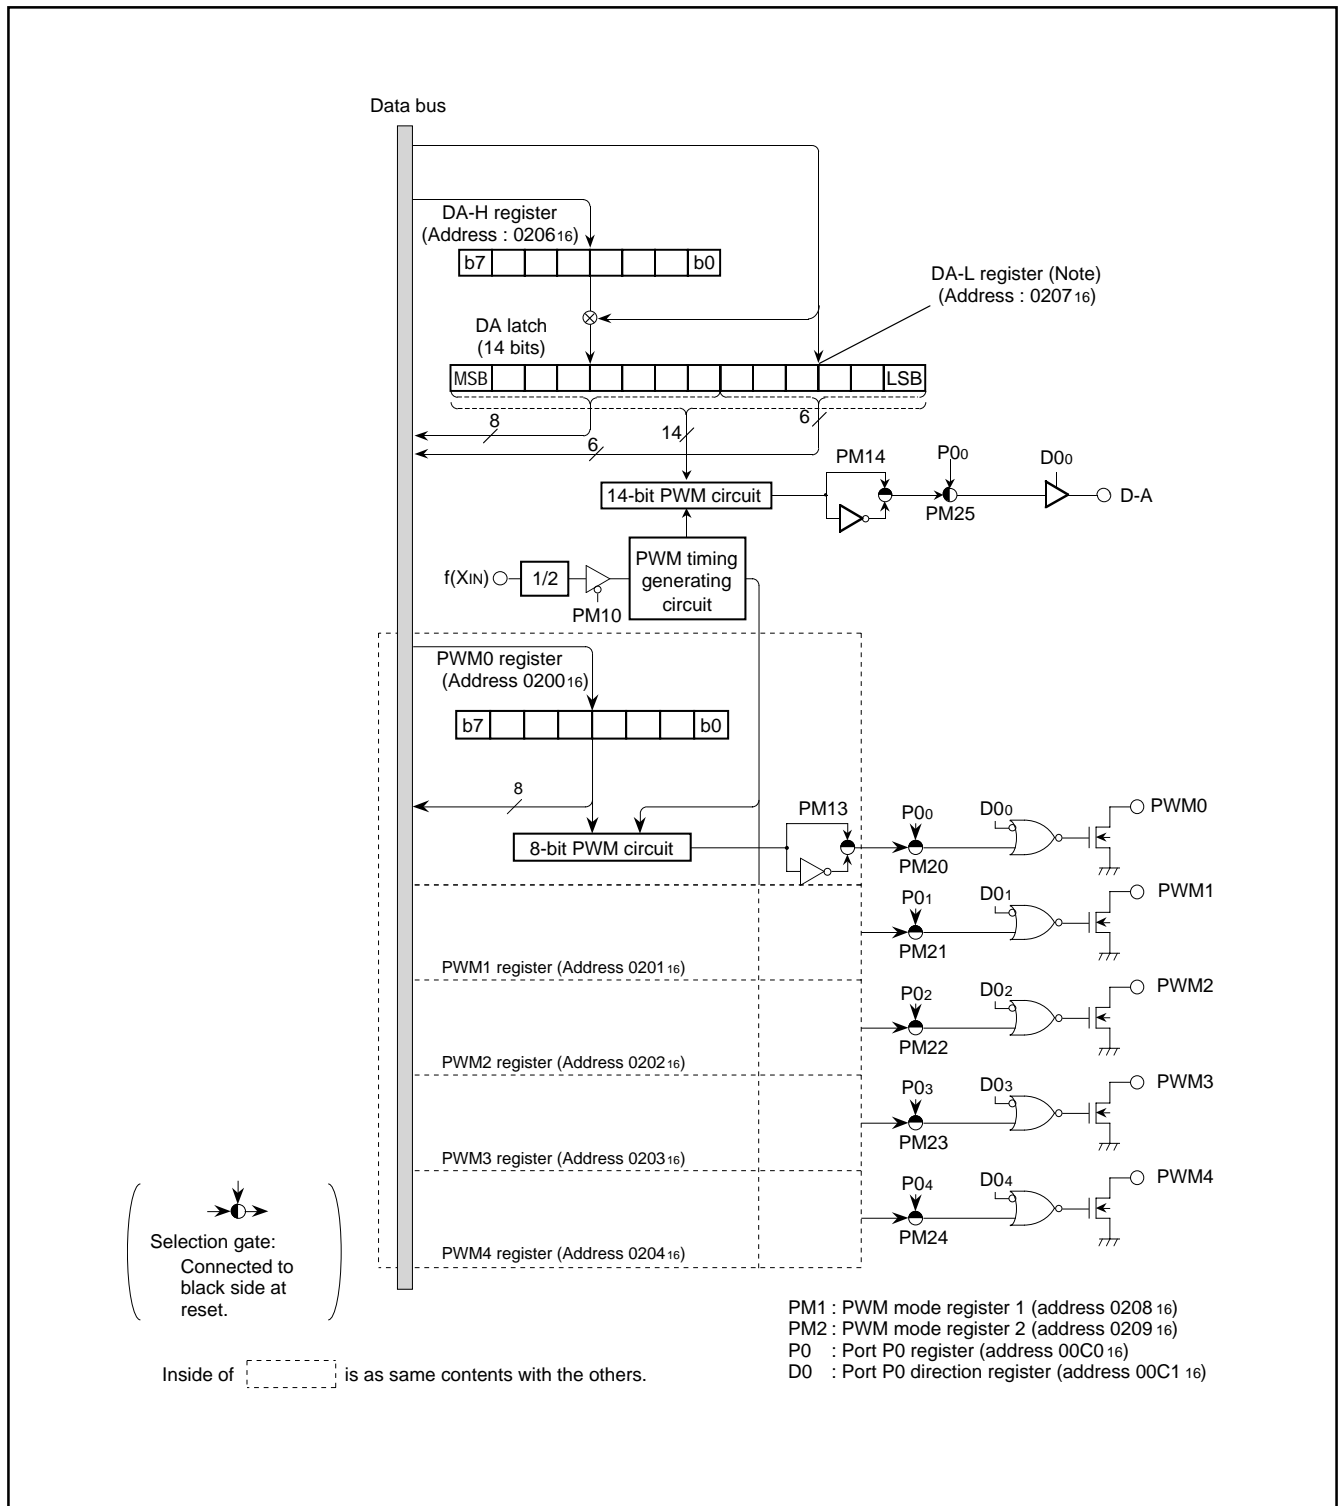 Data bus
DA-H register
(Address : 020616)
b7 b0
DA-L register (Note)
(Address : 020716)
DA latch
(14 bits)
MSB LSB
8
6
14
6
PM14
P00
D00
14-bit PWM circuit
D-A
PM25
f(XIN)
1/2
PM10
PWM timing
generating
circuit
PWM0 register
(Address 020016)
b7 b0
8
8-bit PWM circuit
PM13
P00
PM20
D00
PWM0
P01
PM21
D01
PWM1
PWM1 register (Address 020116)
P02
PM22
D02
PWM2
PWM2 register (Address 020216)
P03
PM23
D03
PWM3
PWM3 register (Address 020316)
P04
PM24
D04
PWM4
PWM4 register (Address 020416)
Selection gate:
Connected to
black side at
reset.
PM1 : PWM mode register 1 (address 020816)
PM2 : PWM mode register 2 (address 020916)
P0 : Port P0 register (address 00C016)
D0 : Port P0 direction register (address 00C116)
Inside of is as same contents with the others.